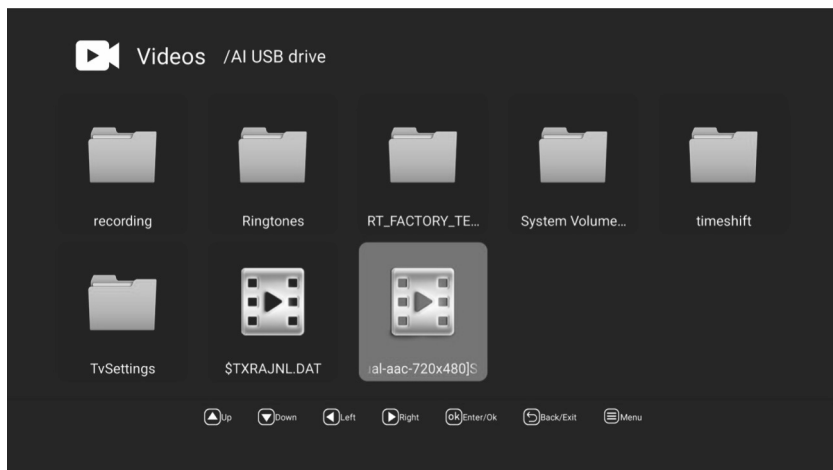 Videos /AI USB drive
recording Ringtones RT_FACTORY_TE... System Volume... timeshift
TvSettings $TXRAJNL.DAT al-aac-720x480]S
Up Down Left Right ok Enter/Ok Back/Exit Menu